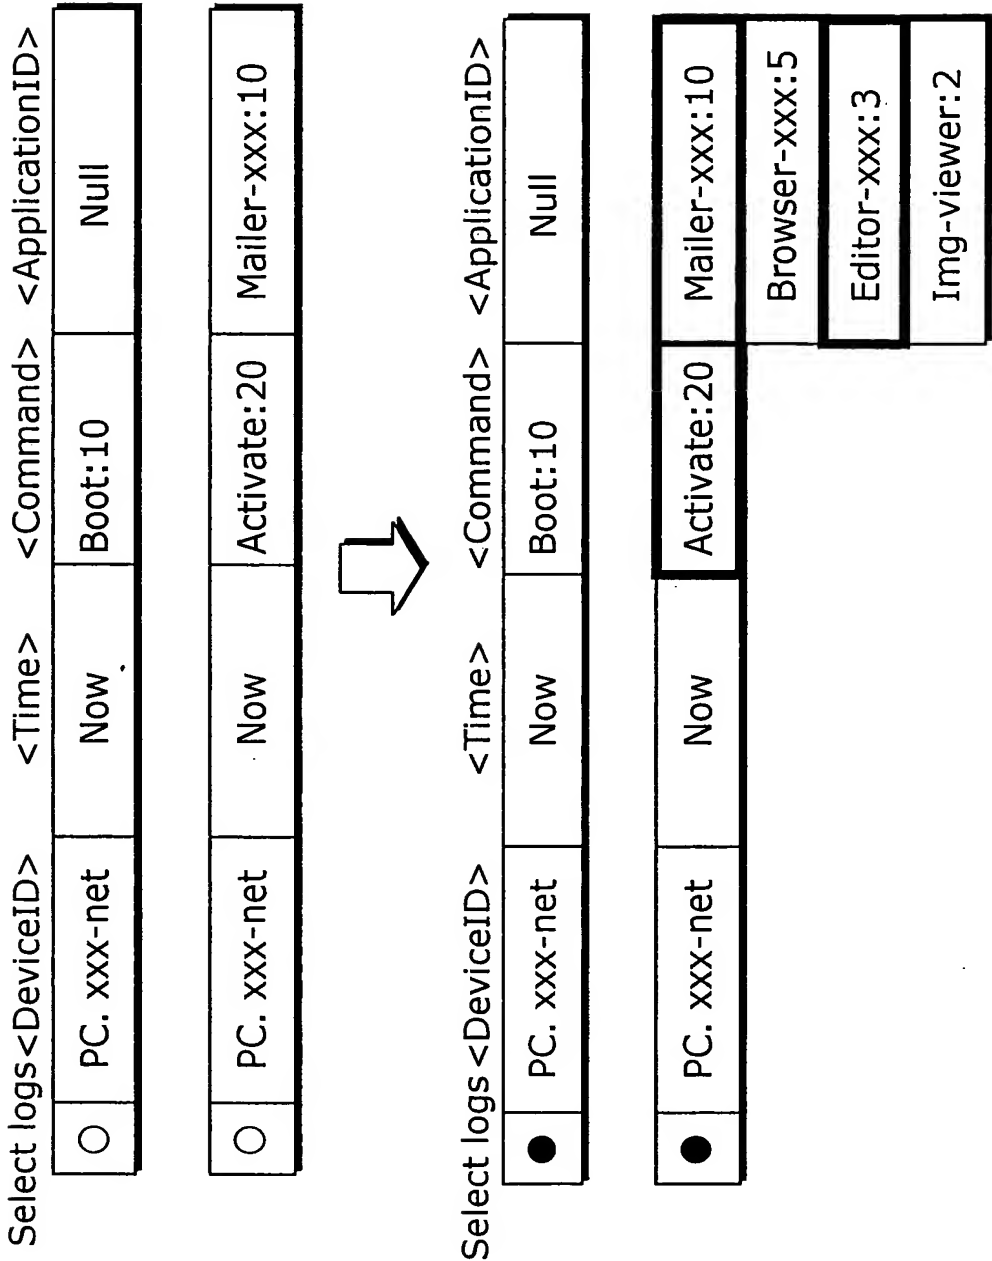 Select logs <DeviceID> <Time> <Command> <ApplicationID>
○ PC. xxx-net Now Boot:10 Null
○ PC. xxx-net Now Activate:20 Mailer-xxx:10
Select logs <DeviceID> <Time> <Command> <ApplicationID>
● PC. xxx-net Now Boot:10 Null
● PC. xxx-net Now Activate:20 Mailer-xxx:10
Browser-xxx:5
Editor-xxx:3
Img-viewer:2